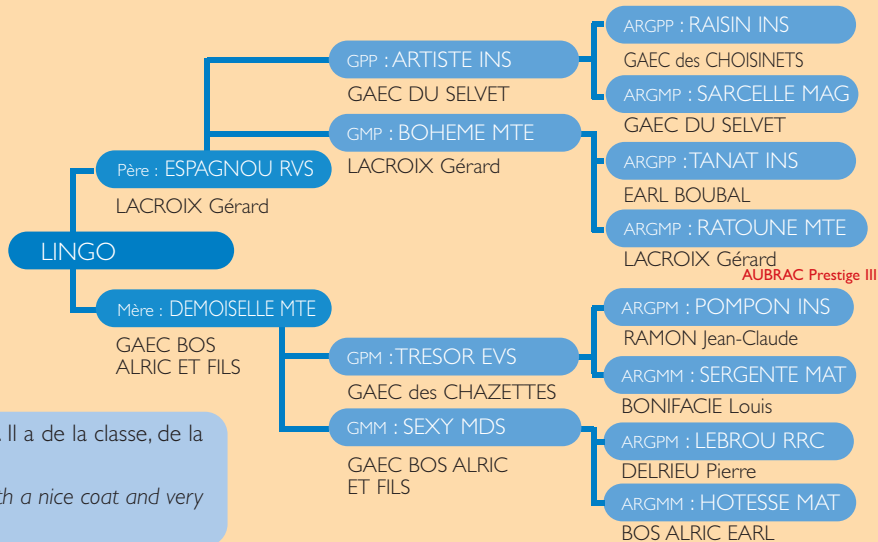 LINGO
Père : ESPAGNOU RVS
LACROIX Gérard
GPP : ARTISTE INS
GAEC DU SELVET
ARGPP : RAISIN INS
GAEC des CHOISINETS
ARGMP : SARCELLE MAG
GAEC DU SELVET
GMP : BOHEME MTE
LACROIX Gérard
ARGPP : TANAT INS
EARL BOUBAL
ARGMP : RATOUNE MTE
LACROIX Gérard
AUBRAC Prestige III
Mère : DEMOISELLE MTE
GAEC BOS
ALRIC ET FILS
GPM : TRESOR EVS
GAEC des CHAZETTES
ARGPM : POMPON INS
RAMON Jean-Claude
ARGMM : SERGENTE MAT
BONIFACIE Louis
GMM : SEXY MDS
GAEC BOS ALRIC
ET FILS
ARGPM : LEBROU RRC
DELRIEU Pierre
ARGMM : HOTESSE MAT
BOS ALRIC EARL
. Il a de la classe, de la
th a nice coat and very